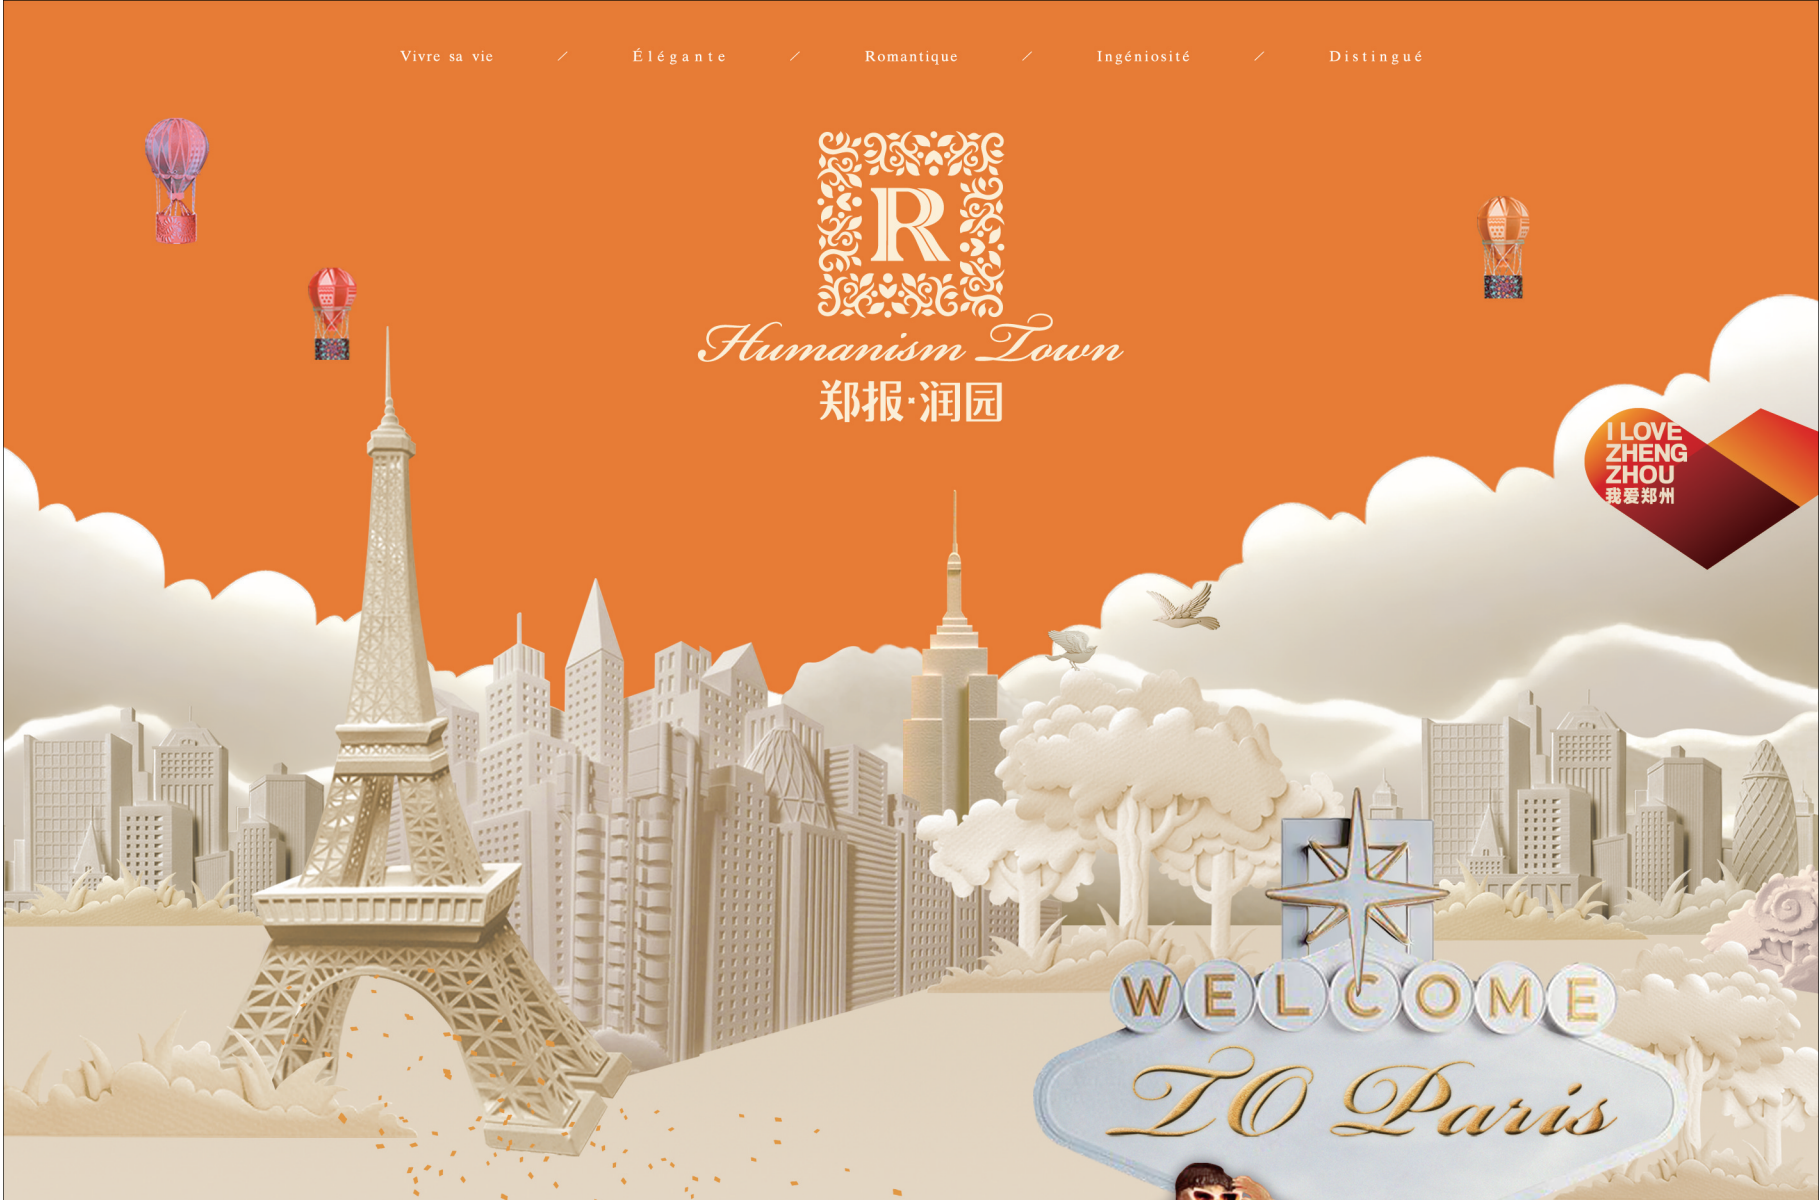 Vivre sa vie / Élégante / Romantique / Ingéniosité / Distingué
R
Humanism Town
郑报·润园
I LOVE
ZHENG
ZHOU
我爱郑州
WELCOME
TO Paris